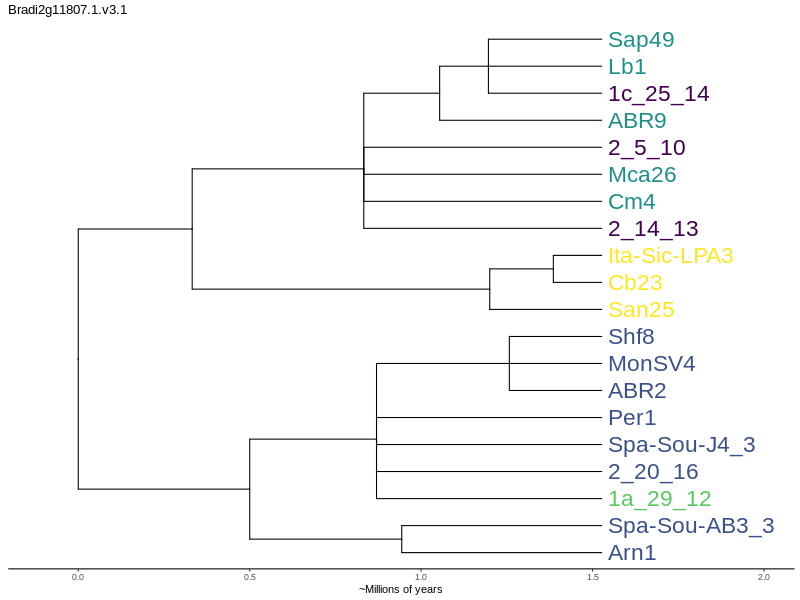 Bradi2g11807.1.v3.1
Sap49
Lb1
1c_25_14
ABR9
2_5_10
Mca26
Cm4
2_14_13
Ita-Sic-LPA3
Cb23
San25
Shf8
MonSV4
ABR2
Per1
Spa-Sou-J4_3
2_20_16
1a_29_12
Spa-Sou-AB3_3
Arn1
0.0 0.5 1.0 1.5 2.0
~Millions of years